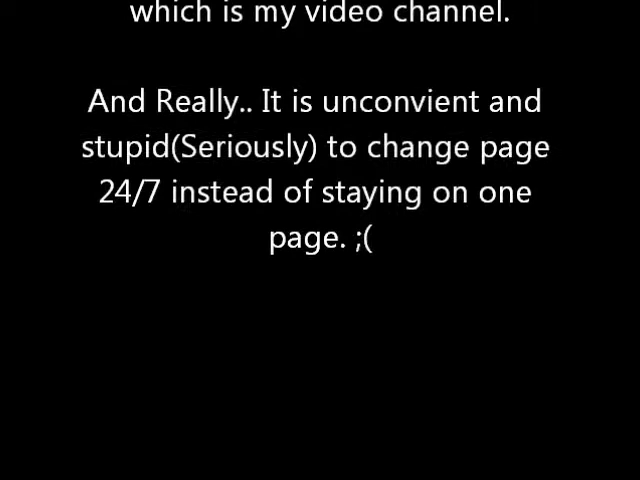 which is my video channel.
And Really.. It is unconvient and
stupid(Seriously) to change page
24/7 instead of staying on one
page. ;(